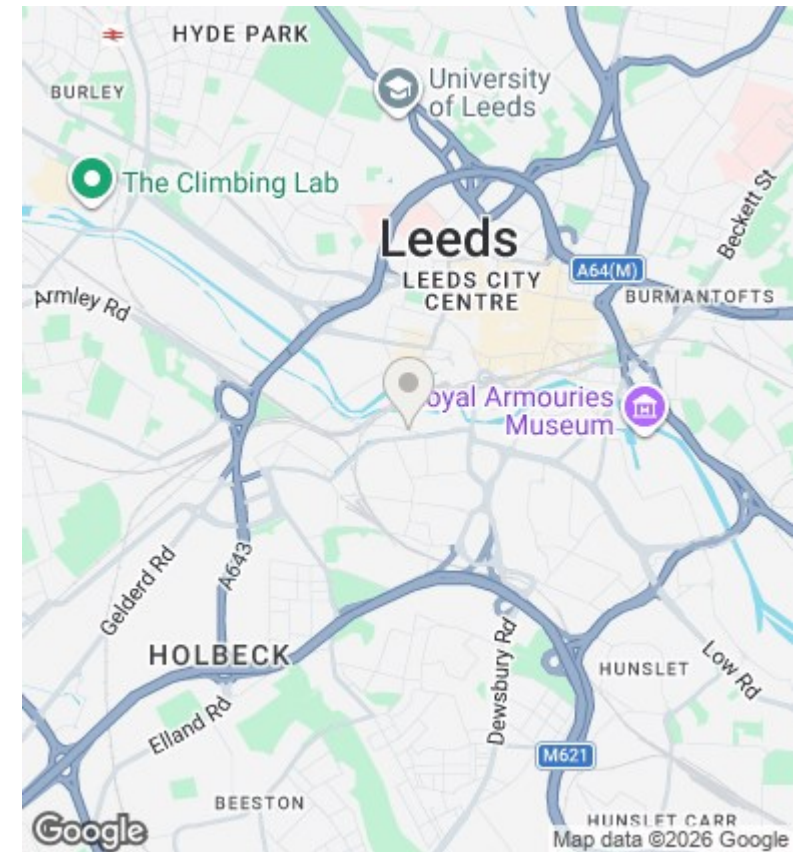 HYDE PARK
BURLEY
University
of Leeds
The Climbing Lab
Leeds
LEEDS CITY
CENTRE
A64(M)
Beckett St
BURMANTOFTS
Armley Rd
oyal Armouries
Museum
Gelderd Rd
A643
HOLBECK
Elland Rd
Dewsbury Rd
HUNSLET
Low Rd
M621
BEESTON
HUNSLET CARR
Google
Map data ©2026 Google